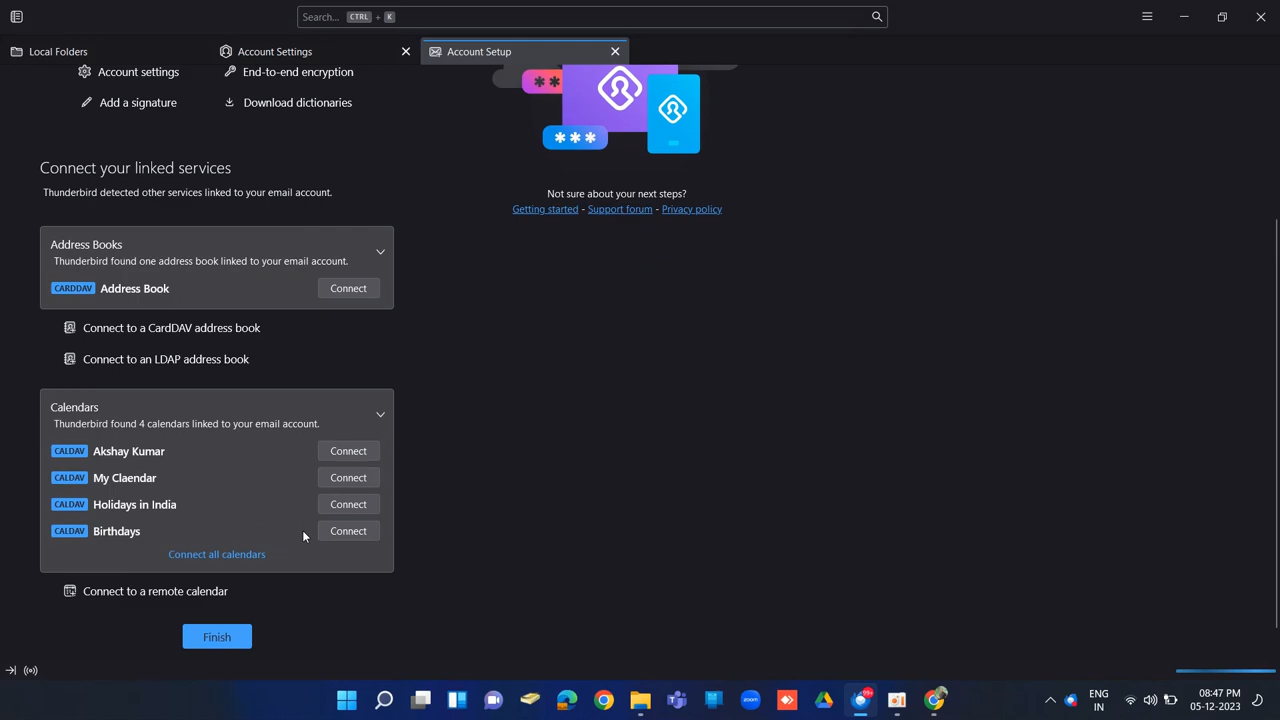 Search... CTRL + K
Local Folders
Account Settings
Account Setup
Account settings
End-to-end encryption
Add a signature
Download dictionaries
**
***
Connect your linked services
Thunderbird detected other services linked to your email account.
Not sure about your next steps?
Getting started - Support forum - Privacy policy
Address Books
Thunderbird found one address book linked to your email account.
CARDDAV Address Book Connect
Connect to a CardDAV address book
Connect to an LDAP address book
Calendars
Thunderbird found 4 calendars linked to your email account.
CALDAV Akshay Kumar Connect
CALDAV My Claendar Connect
CALDAV Holidays in India Connect
CALDAV Birthdays Connect
Connect all calendars
Connect to a remote calendar
Finish
zoom
99+
ENG
IN
08:47 PM
05-12-2023